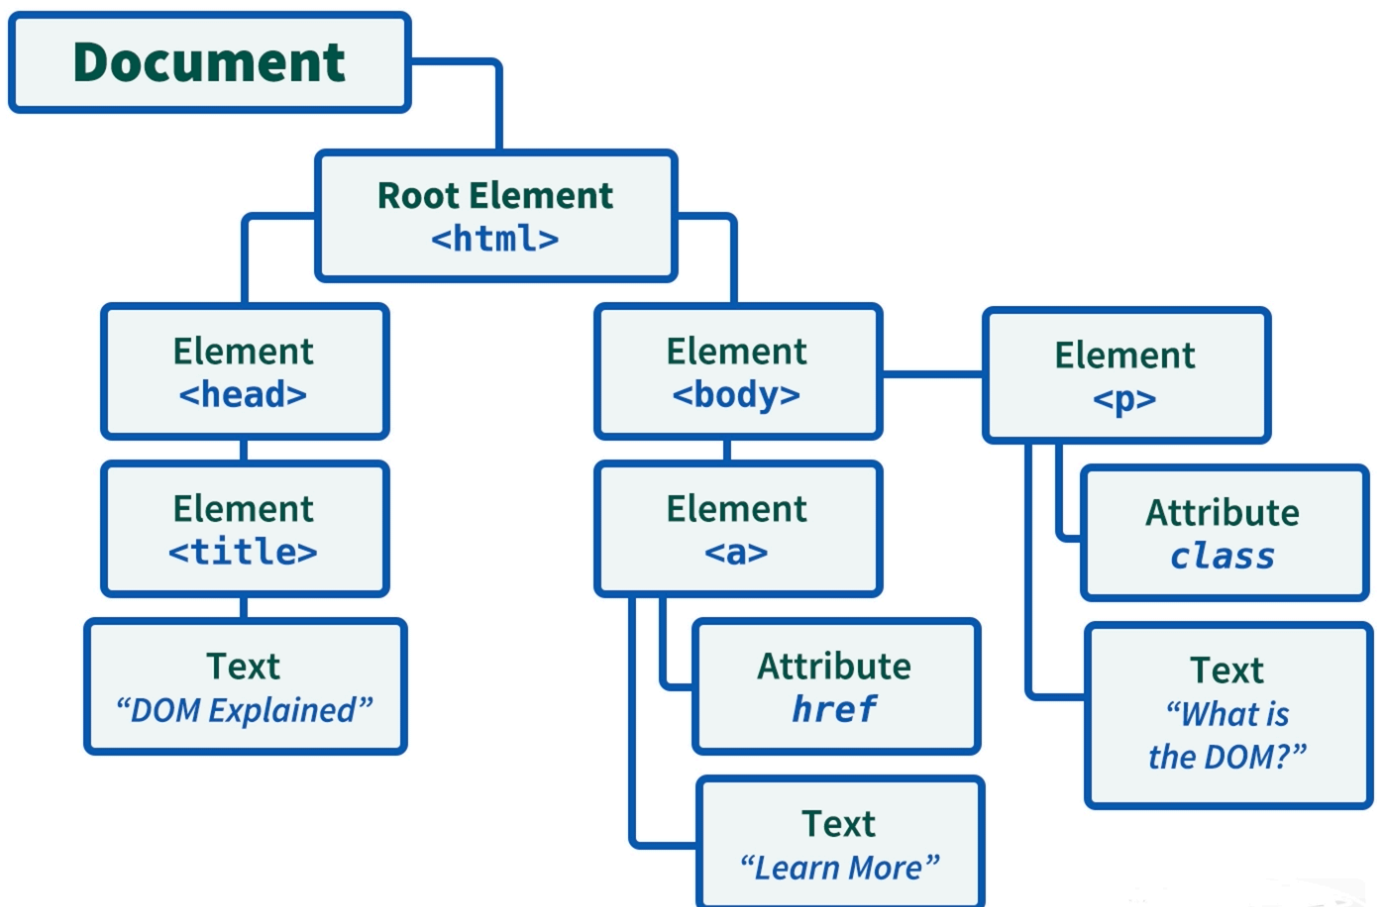 Document
Root Element
<html>
Element
<head>
Element
<body>
Element
<p>
Element
<title>
Element
<a>
Attribute
class
Text
“DOM Explained”
Attribute
href
Text
“What is
the DOM?”
Text
“Learn More”